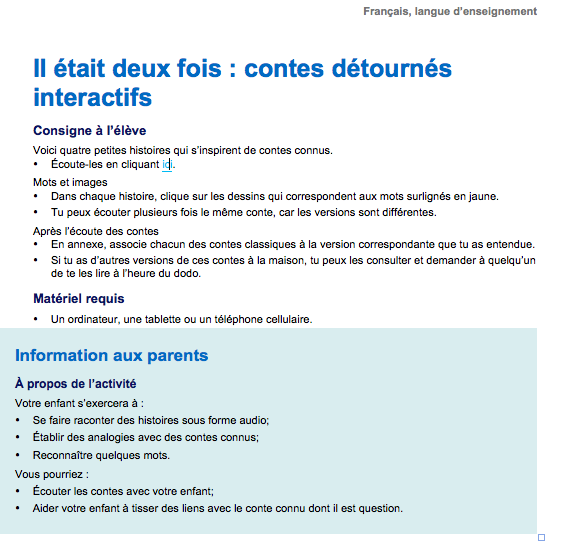 Français, langue d'enseignement
Il était deux fois : contes détournés
interactifs
Consigne à l'élève
Voici quatre petites histoires qui s'inspirent de contes connus.
• Écoute-les en cliquant ici.
Mots et images
• Dans chaque histoire, clique sur les dessins qui correspondent aux mots surlignés en jaune.
• Tu peux écouter plusieurs fois le même conte, car les versions sont différentes.
Après l'écoute des contes
• En annexe, associe chacun des contes classiques à la version correspondante que tu as entendue.
• Si tu as d'autres versions de ces contes à la maison, tu peux les consulter et demander à quelqu'un
de te les lire à l'heure du dodo.
Matériel requis
• Un ordinateur, une tablette ou un téléphone cellulaire.
Information aux parents
À propos de l'activité
Votre enfant s'exercera à :
• Se faire raconter des histoires sous forme audio;
• Établir des analogies avec des contes connus;
• Reconnaître quelques mots.
Vous pourriez :
• Écouter les contes avec votre enfant;
• Aider votre enfant à tisser des liens avec le conte connu dont il est question.